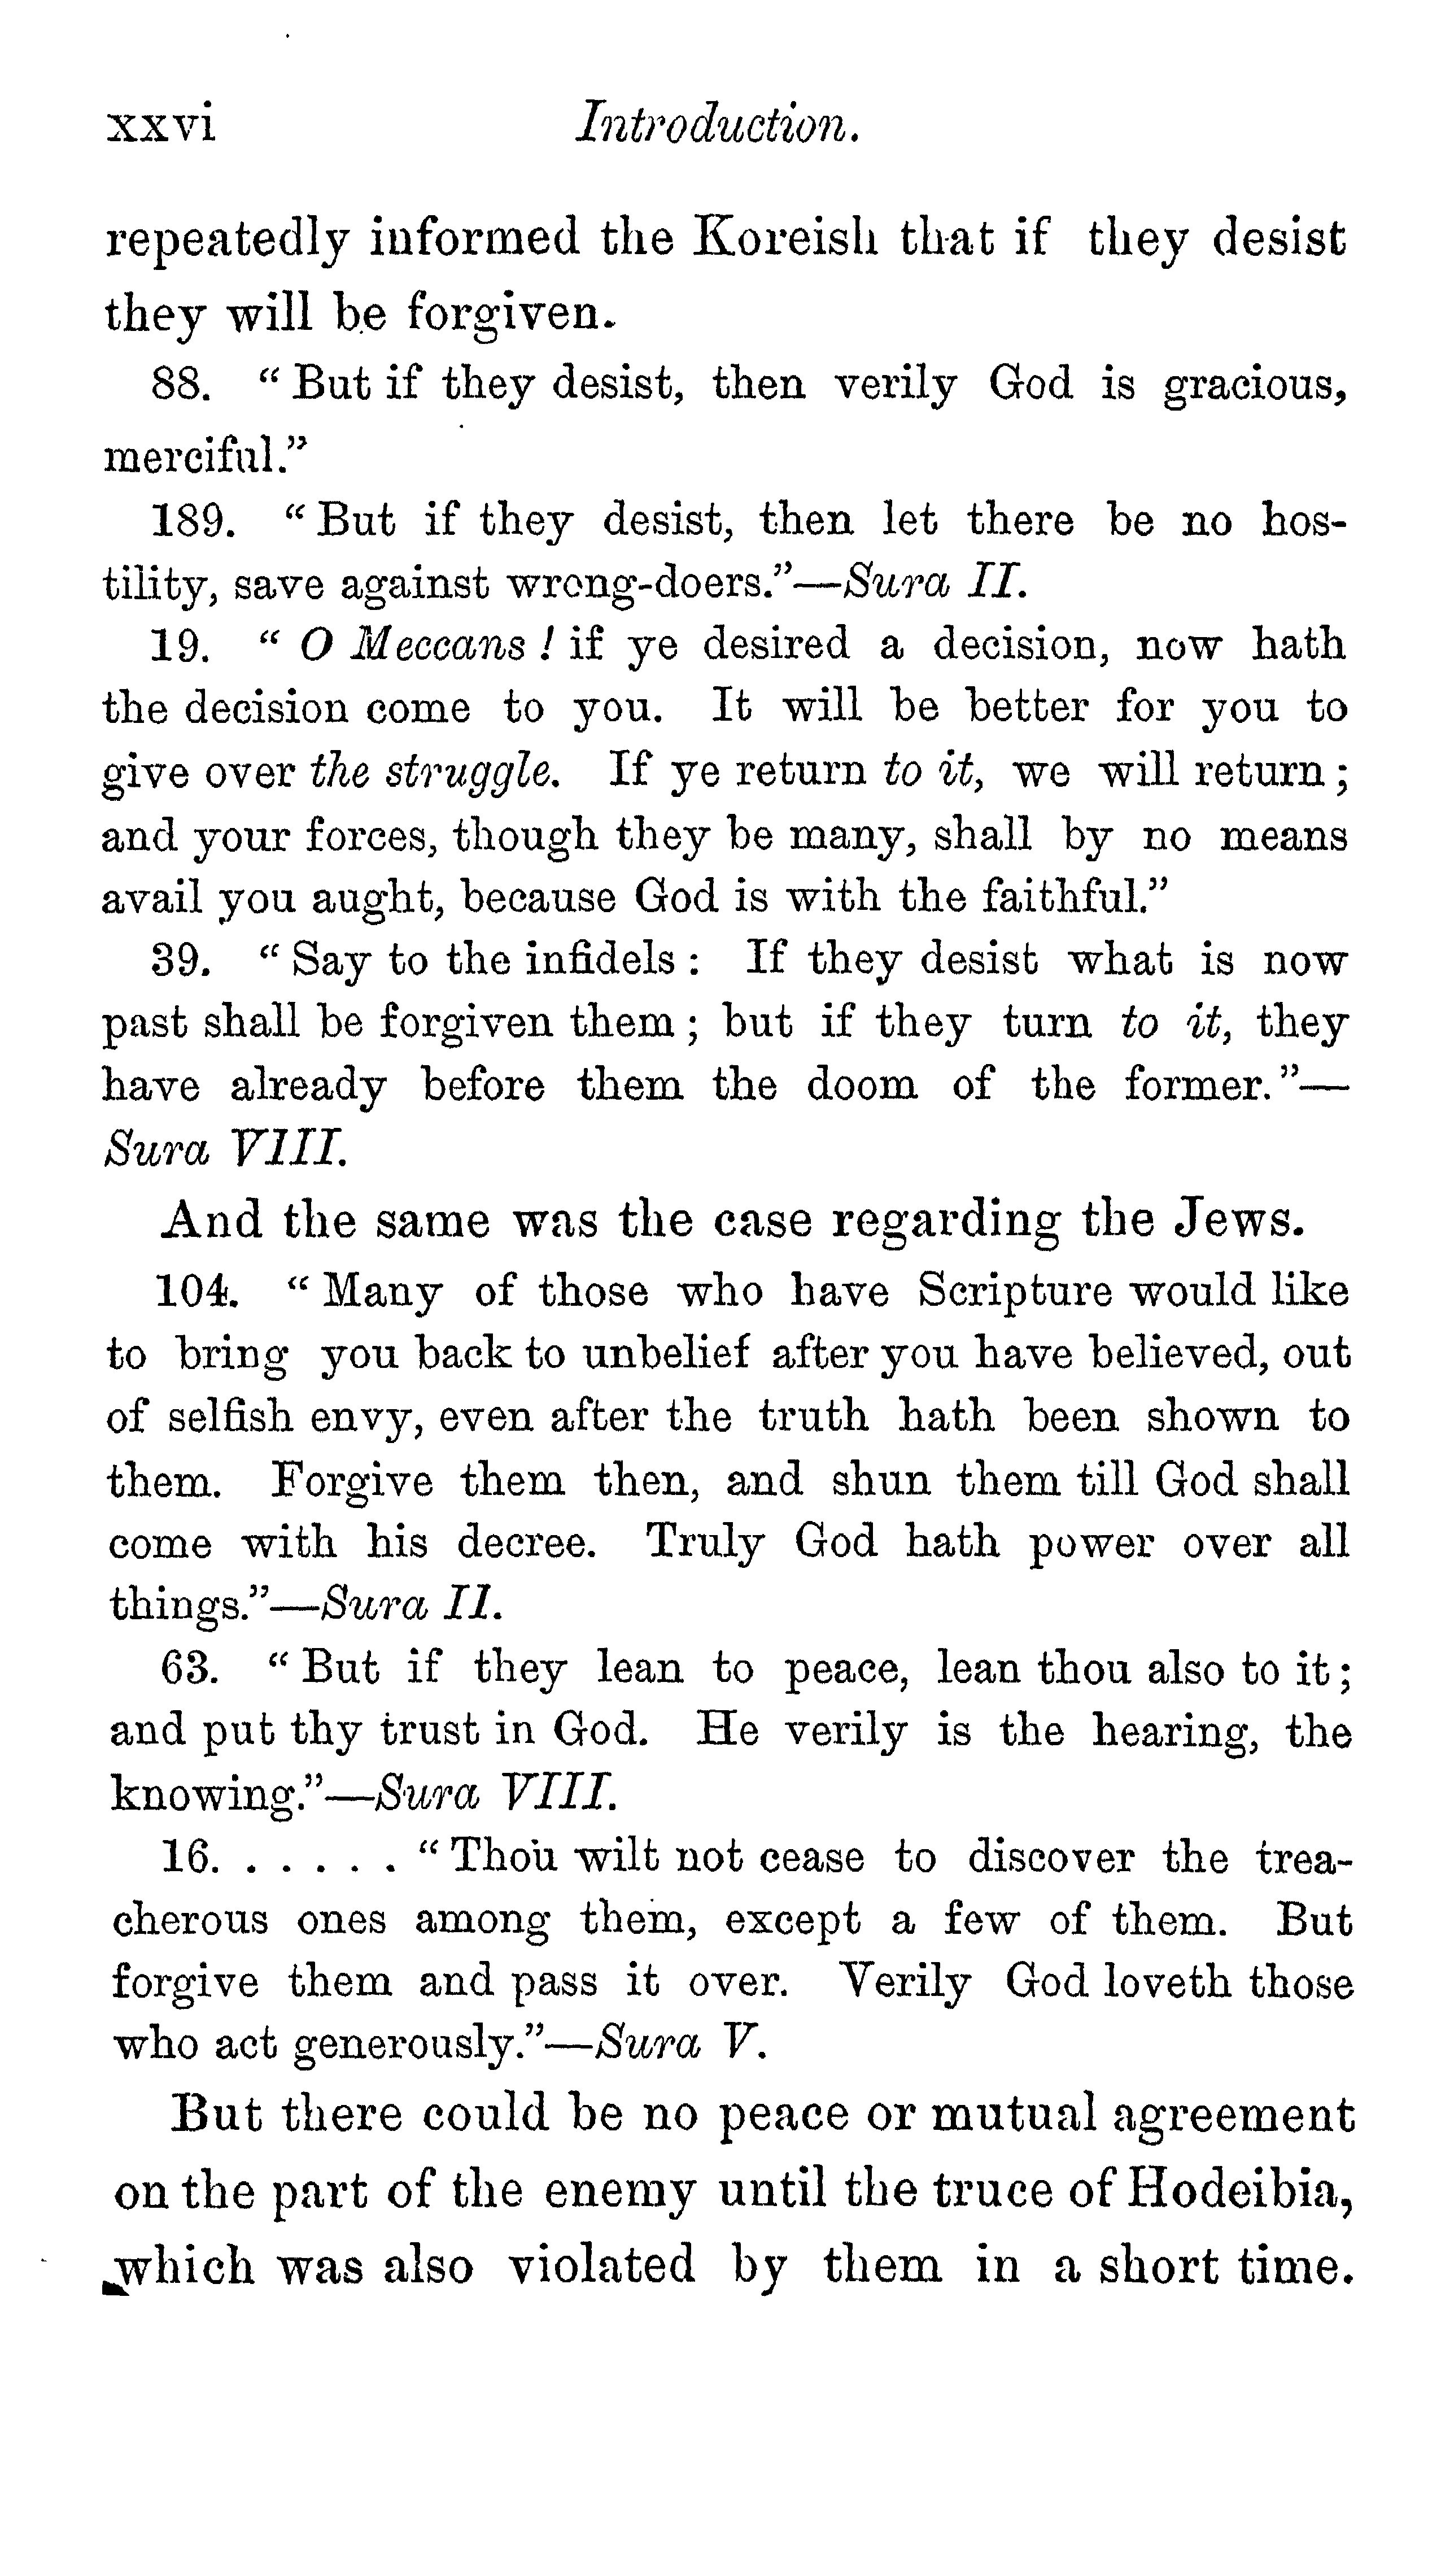 xxvi Introduction.
repeatedly informed the Koreish that if they desist
they will be forgiven.
88. “ But if they desist, then verily God is gracious,
merciful.”
189. “ But if they desist, then let there be no hos-
tility, save against wrong-doers.”—Sura II.
19. “ O Meccans ! if ye desired a decision, now hath
the decision come to you. It will be better for you to
give over the struggle. If ye return to it, we will return ;
and your forces, though they be many, shall by no means
avail you aught, because God is with the faithful.”
39. “ Say to the infidels : If they desist what is now
past shall be forgiven them ; but if they turn to it, they
have already before them the doom of the former.”—
Sura VIII.
And the same was the case regarding the Jews.
104. “ Many of those who have Scripture would like
to bring you back to unbelief after you have believed, out
of selfish envy, even after the truth hath been shown to
them. Forgive them then, and shun them till God shall
come with his decree. Truly God hath power over all
things.”—Sura II.
63. “ But if they lean to peace, lean thou also to it ;
and put thy trust in God. He verily is the hearing, the
knowing.”—Sura VIII.
16. . . . . . . “ Thou wilt not cease to discover the trea-
cherous ones among them, except a few of them. But
forgive them and pass it over. Verily God loveth those
who act generously.”—Sura V.
But there could be no peace or mutual agreement
on the part of the enemy until the truce of Hodeibia,
which was also violated by them in a short time.